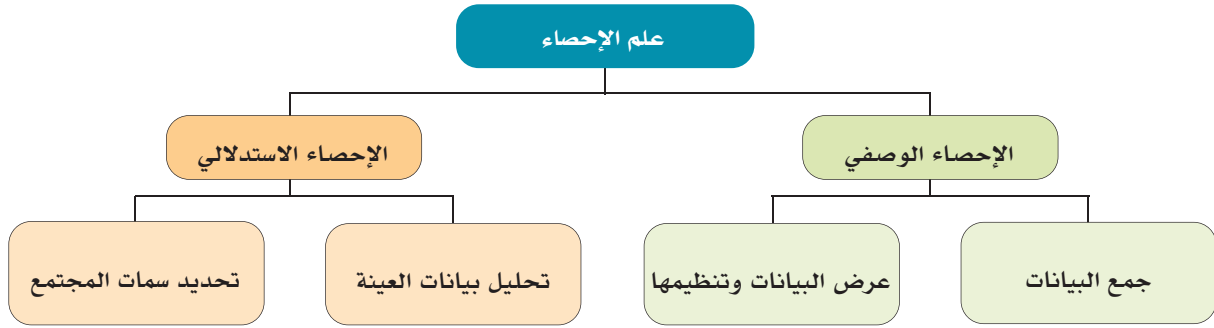 علم الإحصاء
الإحصاء الوصفي
الإحصاء الاستدلالي
جمع البيانات
عرض البيانات وتنظيمها
تحليل بيانات العينة
تحديد سمات المجتمع